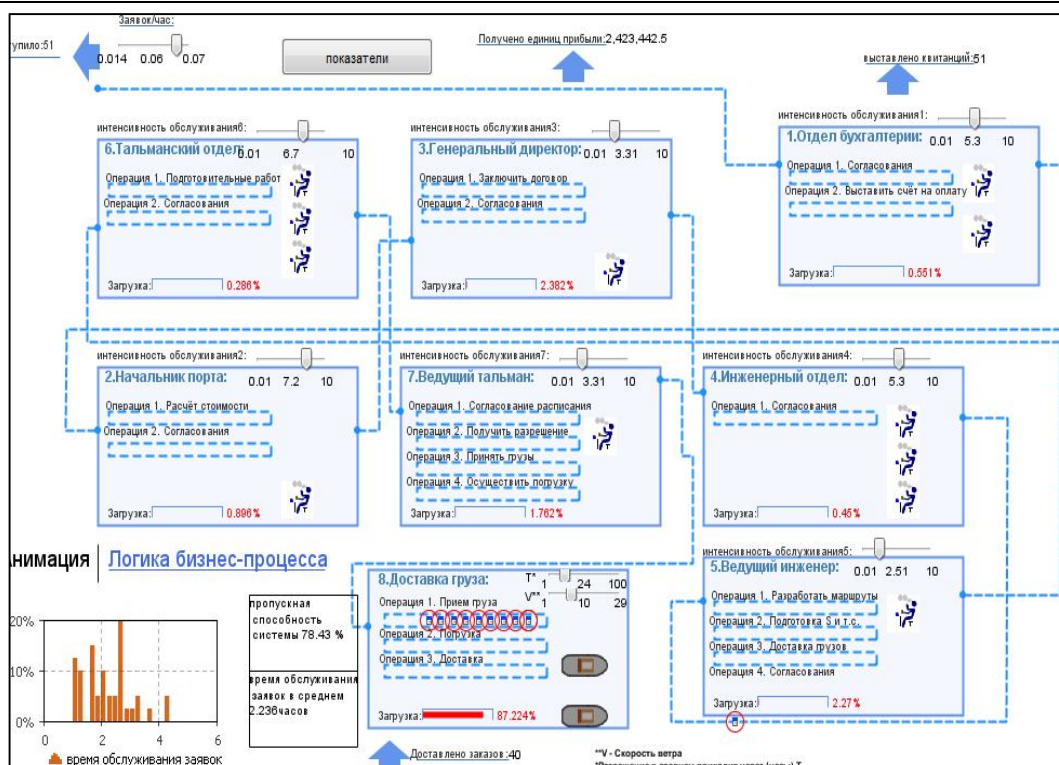 Заявок/час:
тупило:51
0.014 0.06 0.07
показатели
Получено единиц прибыли:2,423,442.5
выставлено квитанций:51
интенсивность обслуживания6:
6.Тальманский отдел:
0.01 6.7 10
Операция 1. Подготовительные работ
Операция 2. Согласования
Загрузка: 0.286%
интенсивность обслуживания3:
3.Генеральный директор: 0.01 3.31 10
Операция 1. Заключить договор
Операция 2. Согласования
Загрузка: 2.382%
интенсивность обслуживания1:
1.Отдел бухгалтерии: 0.01 5.3 10
Операция 1. Согласования
Операция 2. Выставить счёт на оплату
Загрузка: 0.551%
интенсивность обслуживания2:
2.Начальник порта: 0.01 7.2 10
Операция 1. Расчёт стоимости
Операция 2. Согласования
Загрузка: 0.896%
интенсивность обслуживания7:
7.Ведущий тальман: 0.01 3.31 10
Операция 1. Согласование расписания
Операция 2. Получить разрешение
Операция 3. Принять грузы
Операция 4. Осуществить погрузку
Загрузка: 1.762%
интенсивность обслуживания4:
4.Инженерный отдел: 0.01 5.3 10
Операция 1. Согласования
Загрузка: 0.45%
нимация | Логика бизнес-процесса
20%
10%
0%
0 2 4 6
время обслуживания заявок
пропускная
способность
системы 78.43 %
время обслуживания
заявок в среднем
2.236часов
8.Доставка груза:
T* 1 24 100
V** 1 10 29
Операция 1. Прием груза
Операция 2. Погрузка
Операция 3. Доставка
Загрузка: 87.224%
Доставлено заказов:40
интенсивность обслуживания5:
5.Ведущий инженер: 0.01 2.51 10
Операция 1. Разработать маршруты
Операция 2. Подготовка S и т.с.
Операция 3. Доставка грузов
Операция 4. Согласования
Загрузка: 2.27%
**V - Скорость ветра